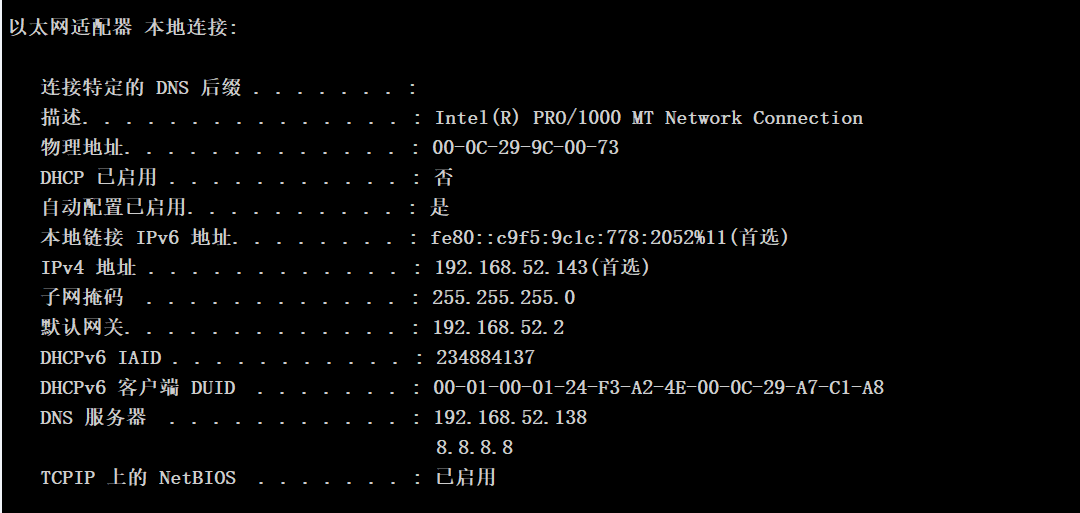 以太网适配器 本地连接:
连接特定的 DNS 后缀 . . . . . . . :
描述. . . . . . . . . . . . . . . : Intel(R) PRO/1000 MT Network Connection
物理地址. . . . . . . . . . . . . : 00-0C-29-9C-00-73
DHCP 已启用 . . . . . . . . . . . : 否
自动配置已启用. . . . . . . . . . : 是
本地链接 IPv6 地址. . . . . . . . : fe80::c9f5:9c1c:778:2052%11(首选)
IPv4 地址 . . . . . . . . . . . . : 192.168.52.143(首选)
子网掩码  . . . . . . . . . . . . : 255.255.255.0
默认网关. . . . . . . . . . . . . : 192.168.52.2
DHCPv6 IAID . . . . . . . . . . . : 234884137
DHCPv6 客户端 DUID  . . . . . . . : 00-01-00-01-24-F3-A2-4E-00-0C-29-A7-C1-A8
DNS 服务器  . . . . . . . . . . . : 192.168.52.138
8.8.8.8
TCPIP 上的 NetBIOS  . . . . . . . : 已启用